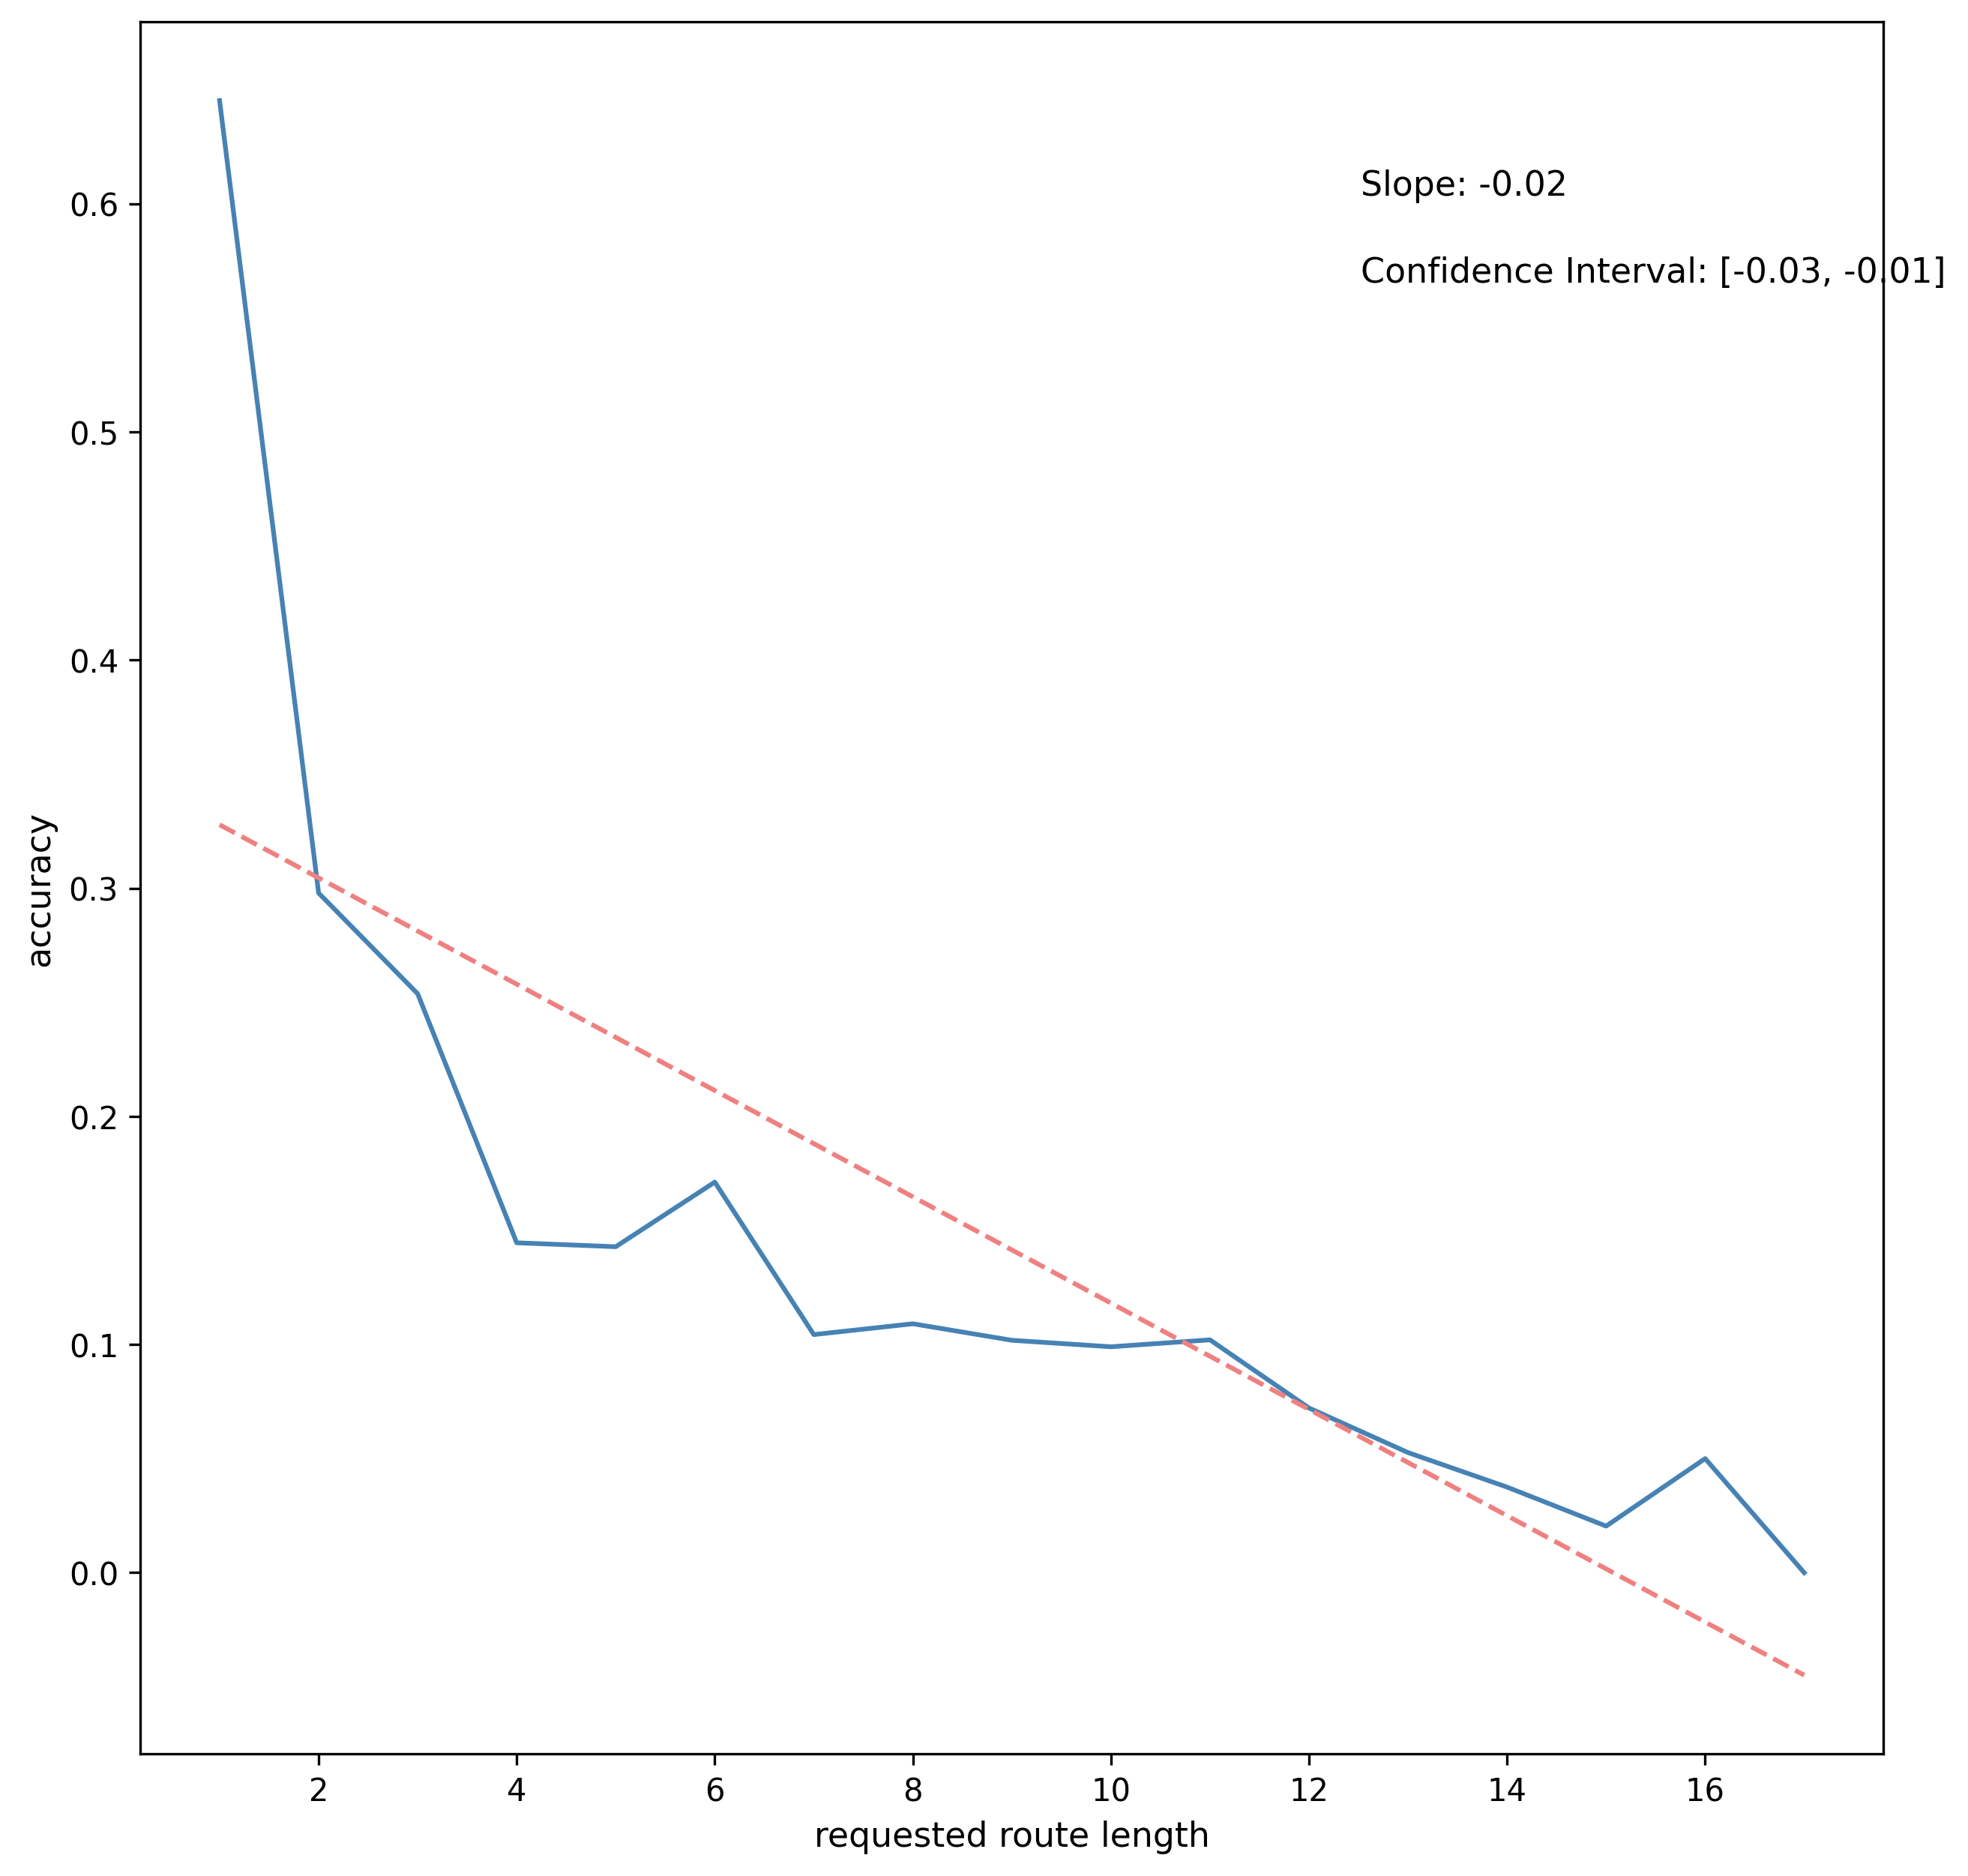 Slope: -0.02
Confidence Interval: [-0.03, -0.01]
accuracy
0.6
0.5
0.4
0.3
0.2
0.1
0.0
2 4 6 8 10 12 14 16
requested route length